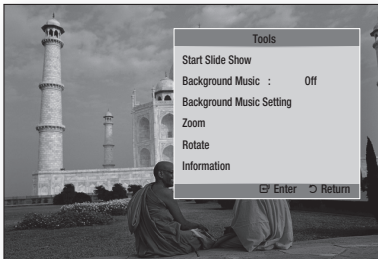 Tools
Start Slide Show
Background Music : Off
Background Music Setting
Zoom
Rotate
Information
Enter Return